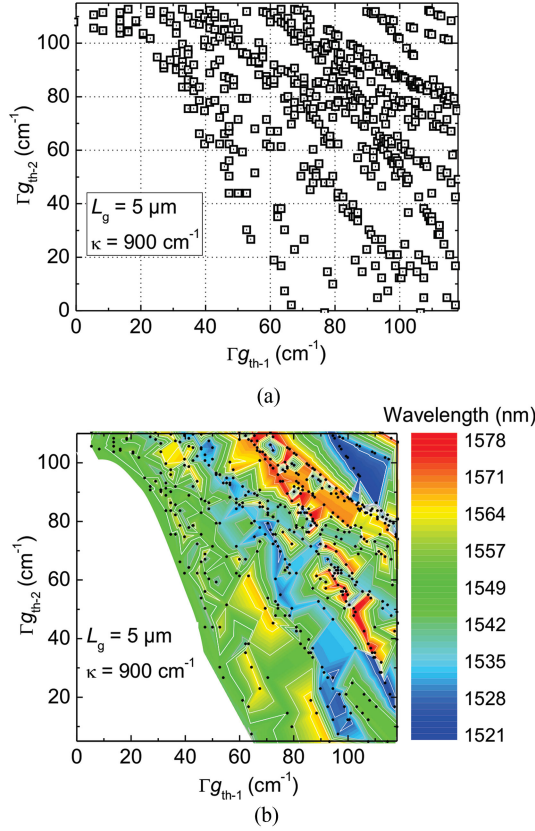 100
80
60
40
20
0
Γg_th-2 (cm⁻¹)
L_g = 5 μm
κ = 900 cm⁻¹
0 20 40 60 80 100
Γg_th-1 (cm⁻¹)
(a)
Wavelength (nm)
100
80
60
40
20
Γg_th-2 (cm⁻¹)
L_g = 5 μm
κ = 900 cm⁻¹
20 40 60 80 100
Γg_th-1 (cm⁻¹)
1578
1571
1564
1557
1549
1542
1535
1528
1521
(b)